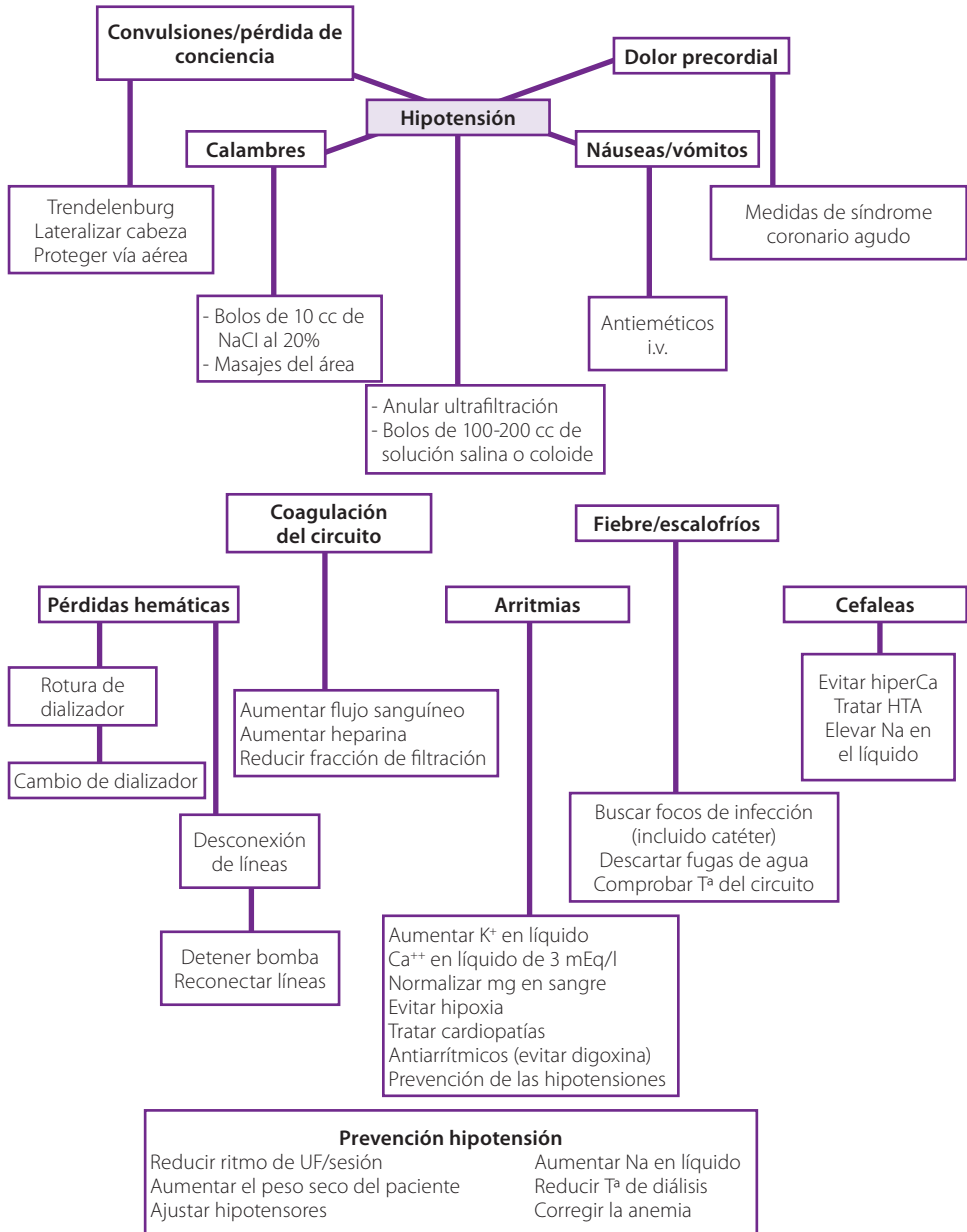 Convulsiones/pérdida de
conciencia
Dolor precordial
Hipotensión
Calambres
Náuseas/vómitos
Trendelenburg
Lateralizar cabeza
Proteger vía aérea
Medidas de síndrome
coronario agudo
- Bolos de 10 cc de
NaCl al 20%
- Masajes del área
Antieméticos
i.v.
- Anular ultrafiltración
- Bolos de 100-200 cc de
solución salina o coloide
Coagulación
del circuito
Fiebre/escalofríos
Pérdidas hemáticas
Arritmias
Cefaleas
Rotura de
dializador
Cambio de dializador
Aumentar flujo sanguíneo
Aumentar heparina
Reducir fracción de filtración
Evitar hiperCa
Tratar HTA
Elevar Na en
el líquido
Desconexión
de líneas
Buscar focos de infección
(incluido catéter)
Descartar fugas de agua
Comprobar Tª del circuito
Detener bomba
Reconectar líneas
Aumentar K⁺ en líquido
Ca⁺⁺ en líquido de 3 mEq/l
Normalizar mg en sangre
Evitar hipoxia
Tratar cardiopatías
Antiarrítmicos (evitar digoxina)
Prevención de las hipotensiones
Prevención hipotensión
Reducir ritmo de UF/sesión
Aumentar el peso seco del paciente
Ajustar hipotensores
Aumentar Na en líquido
Reducir Tª de diálisis
Corregir la anemia